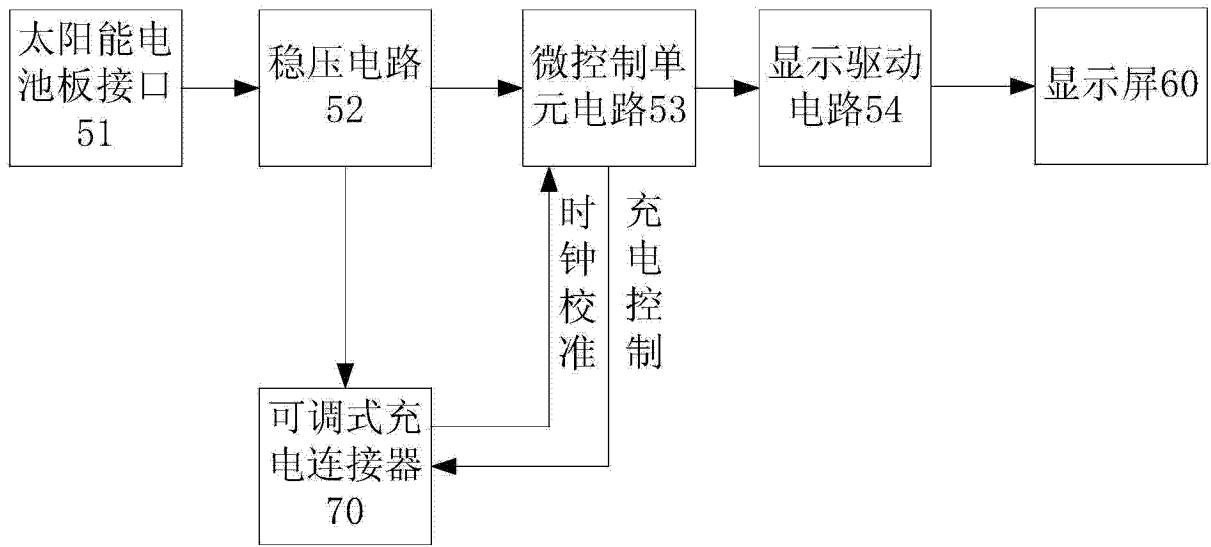 太阳能电
池板接口
51
稳压电路
52
微控制单
元电路53
显示驱动
电路54
显示屏60
时钟校准
充电控制
可调式充
电连接器
70